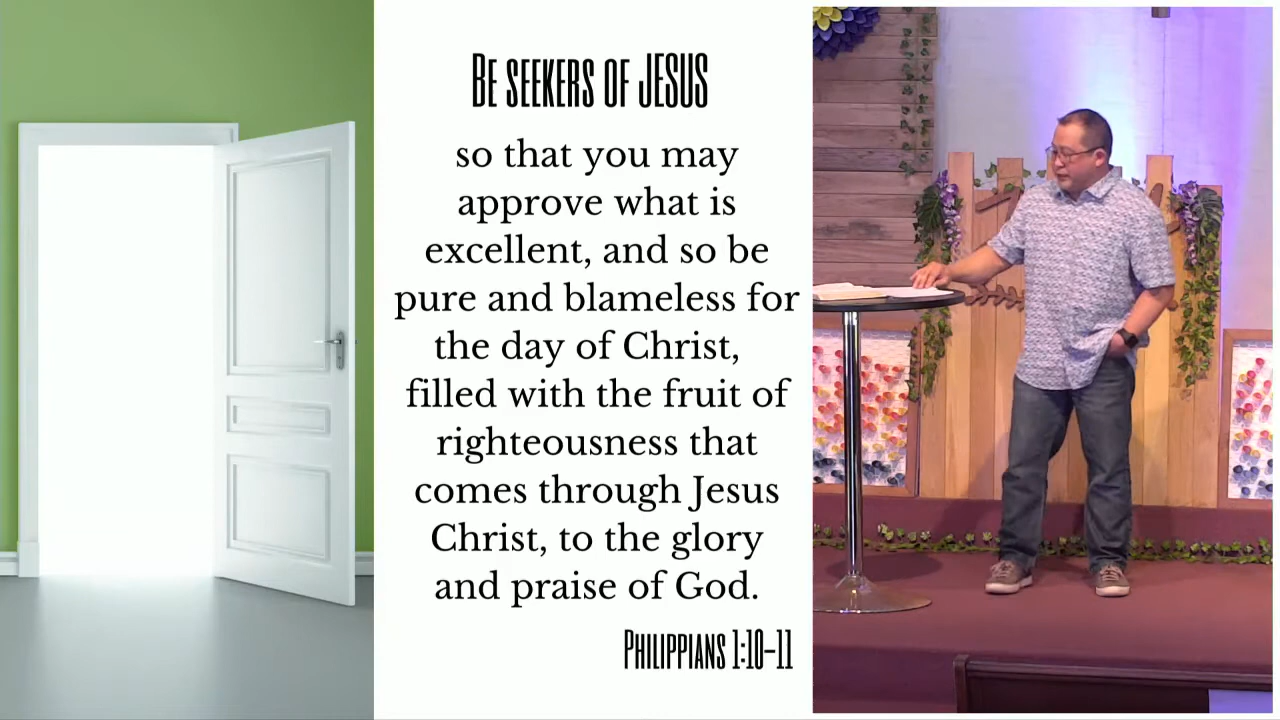 BE SEEKERS OF JESUS
so that you may
approve what is
excellent, and so be
pure and blameless for
the day of Christ,
filled with the fruit of
righteousness that
comes through Jesus
Christ, to the glory
and praise of God.
PHILIPPIANS 1:10-11